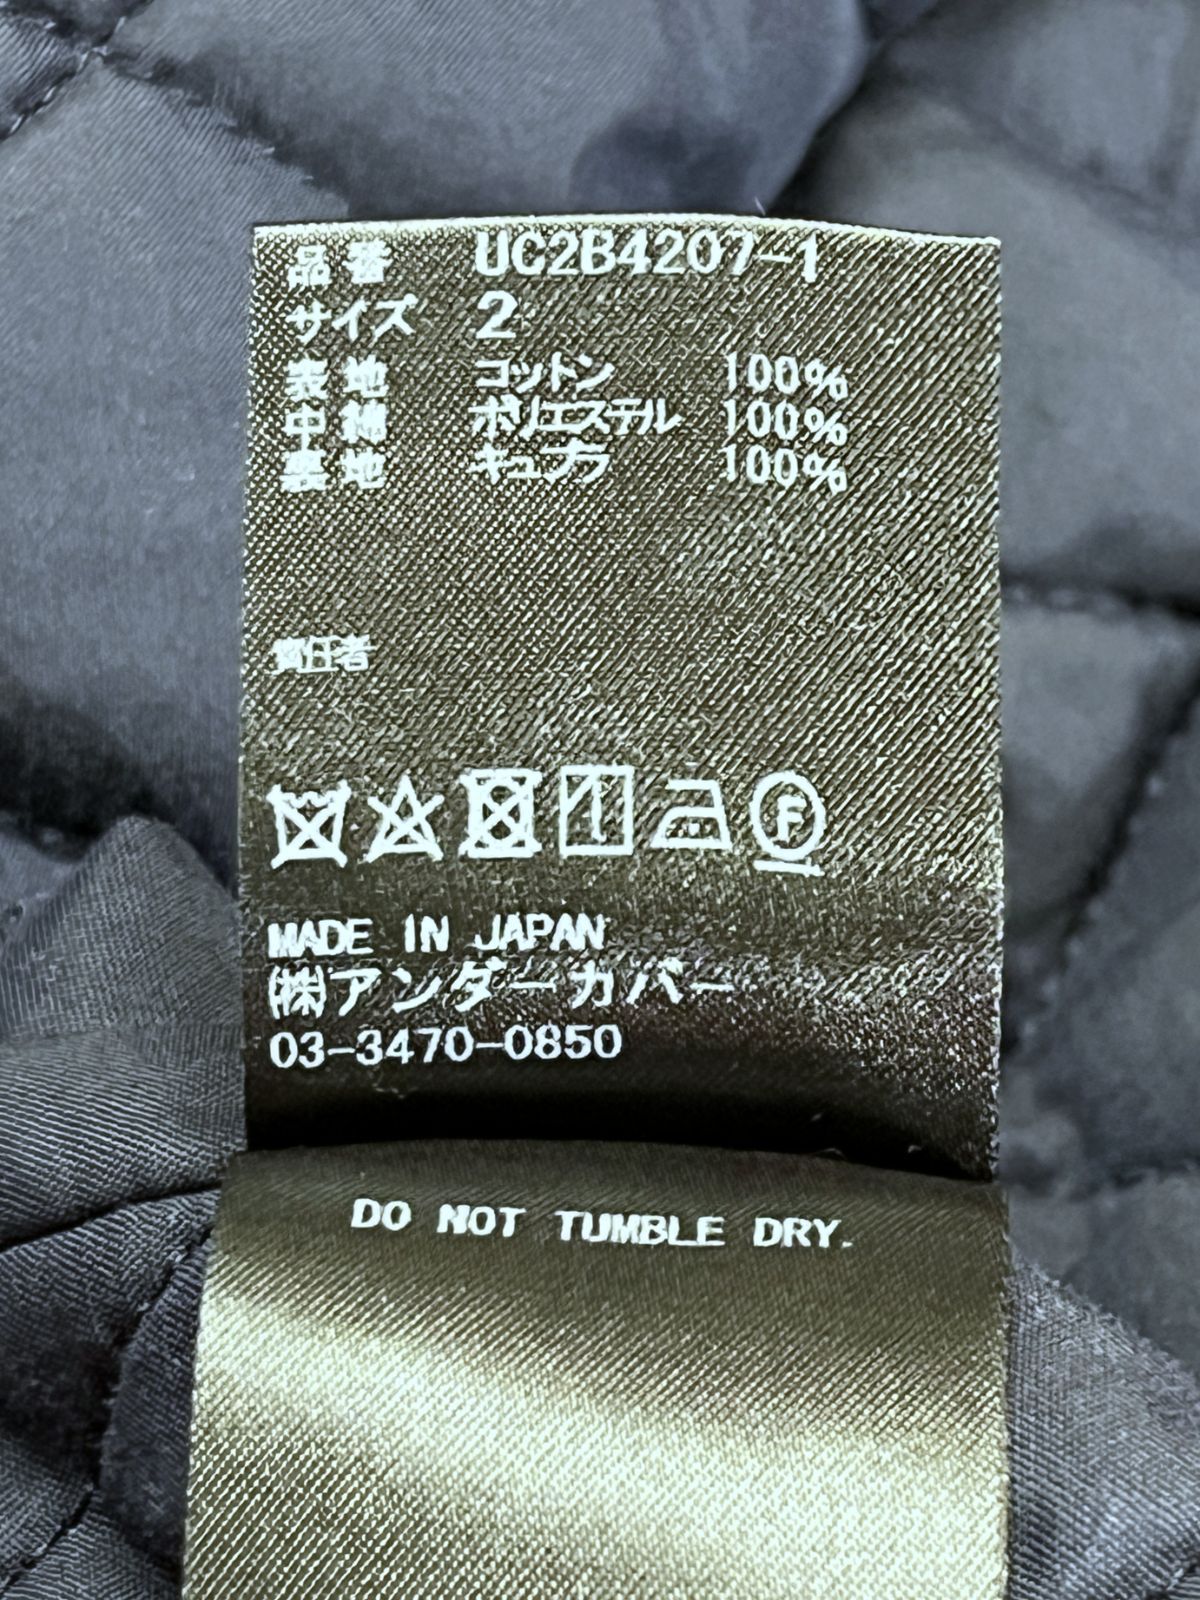 品番 UC2B4207-1
サイズ 2
表地 コットン 100%
中綿 ポリエステル 100%
裏地 キュプラ 100%
責任者
F
MADE IN JAPAN
(株)アンダーカバー
03-3470-0850
DO NOT TUMBLE DRY.